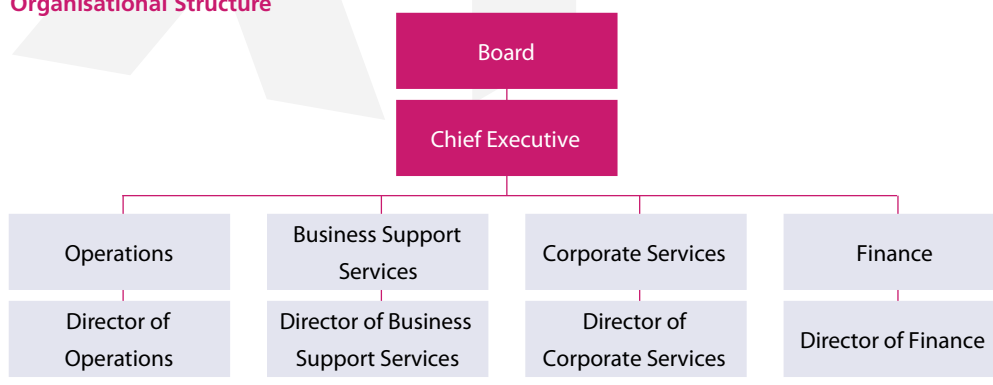 Organisational Structure
Board
Chief Executive
Operations
Business Support
Services
Corporate Services
Finance
Director of
Operations
Director of Business
Support Services
Director of
Corporate Services
Director of Finance